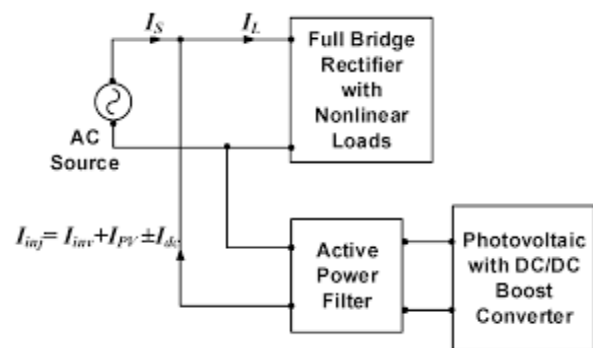 I_S
I_L
Full Bridge
Rectifier
with
Nonlinear
Loads
AC
Source
I_inj= I_inv+I_PV ±I_dc
Active
Power
Filter
Photovoltaic
with DC/DC
Boost
Converter